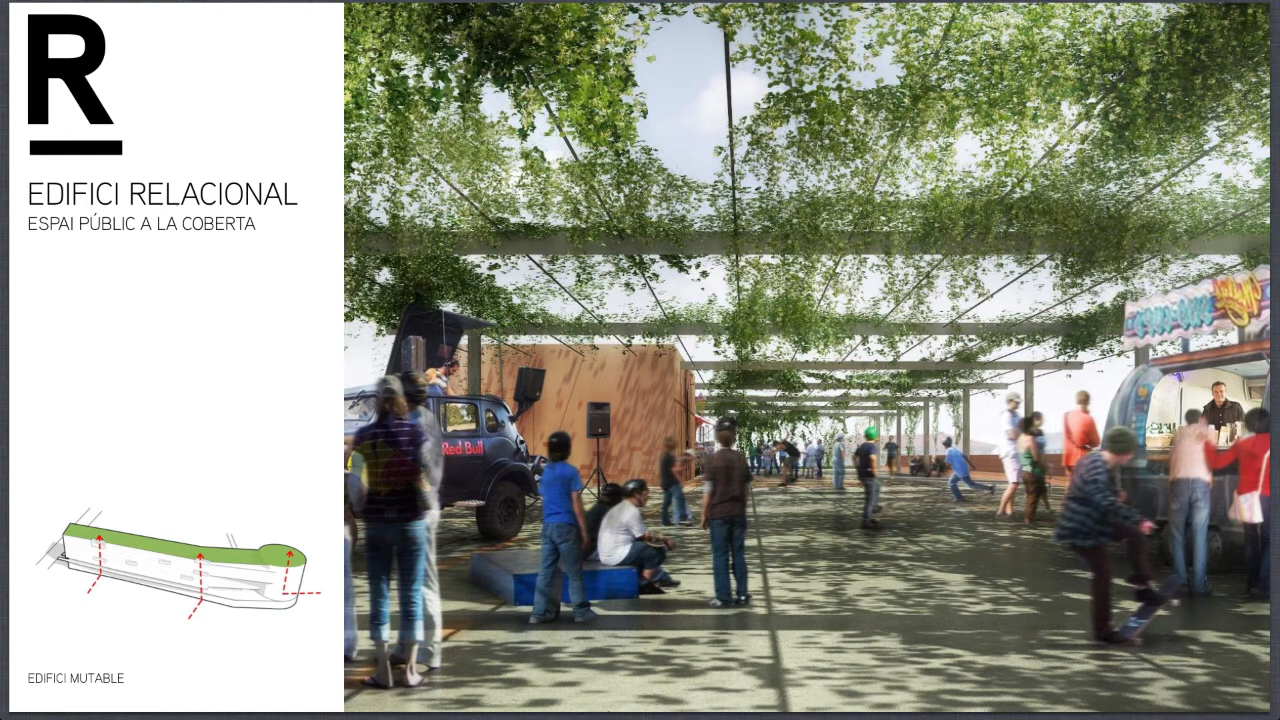 R
EDIFICI RELACIONAL
ESPAI PÚBLIC A LA COBERTA
EDIFICI MUTABLE
Red Bull